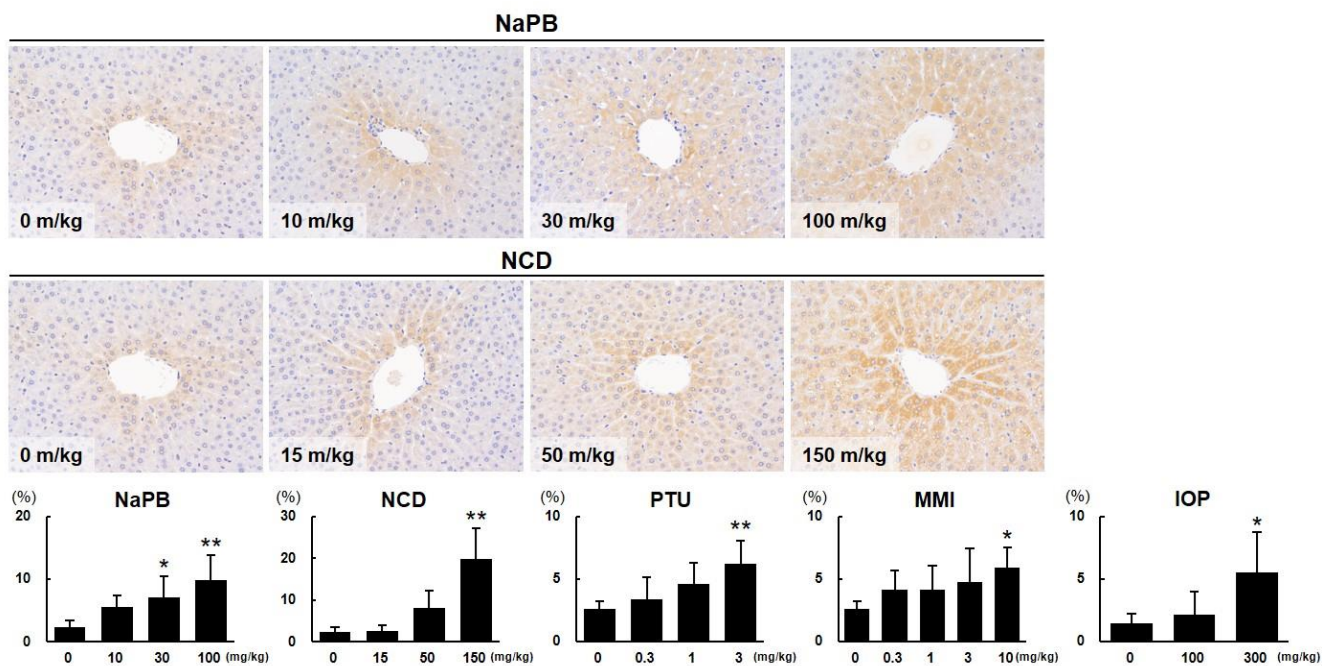 NaPB
0 m/kg 10 m/kg 30 m/kg 100 m/kg
NCD
0 m/kg 15 m/kg 50 m/kg 150 m/kg
(%) NaPB (%) NCD (%) PTU (%) MMI (%) IOP
20 30 10 10 10
* ** ** ** * *
10 20 5 5 5
10
0 0 0 0 0
0 10 30 100 (mg/kg) 0 15 50 150 (mg/kg) 0 0.3 1 3 (mg/kg) 0 0.3 1 3 10 (mg/kg) 0 100 300 (mg/kg)